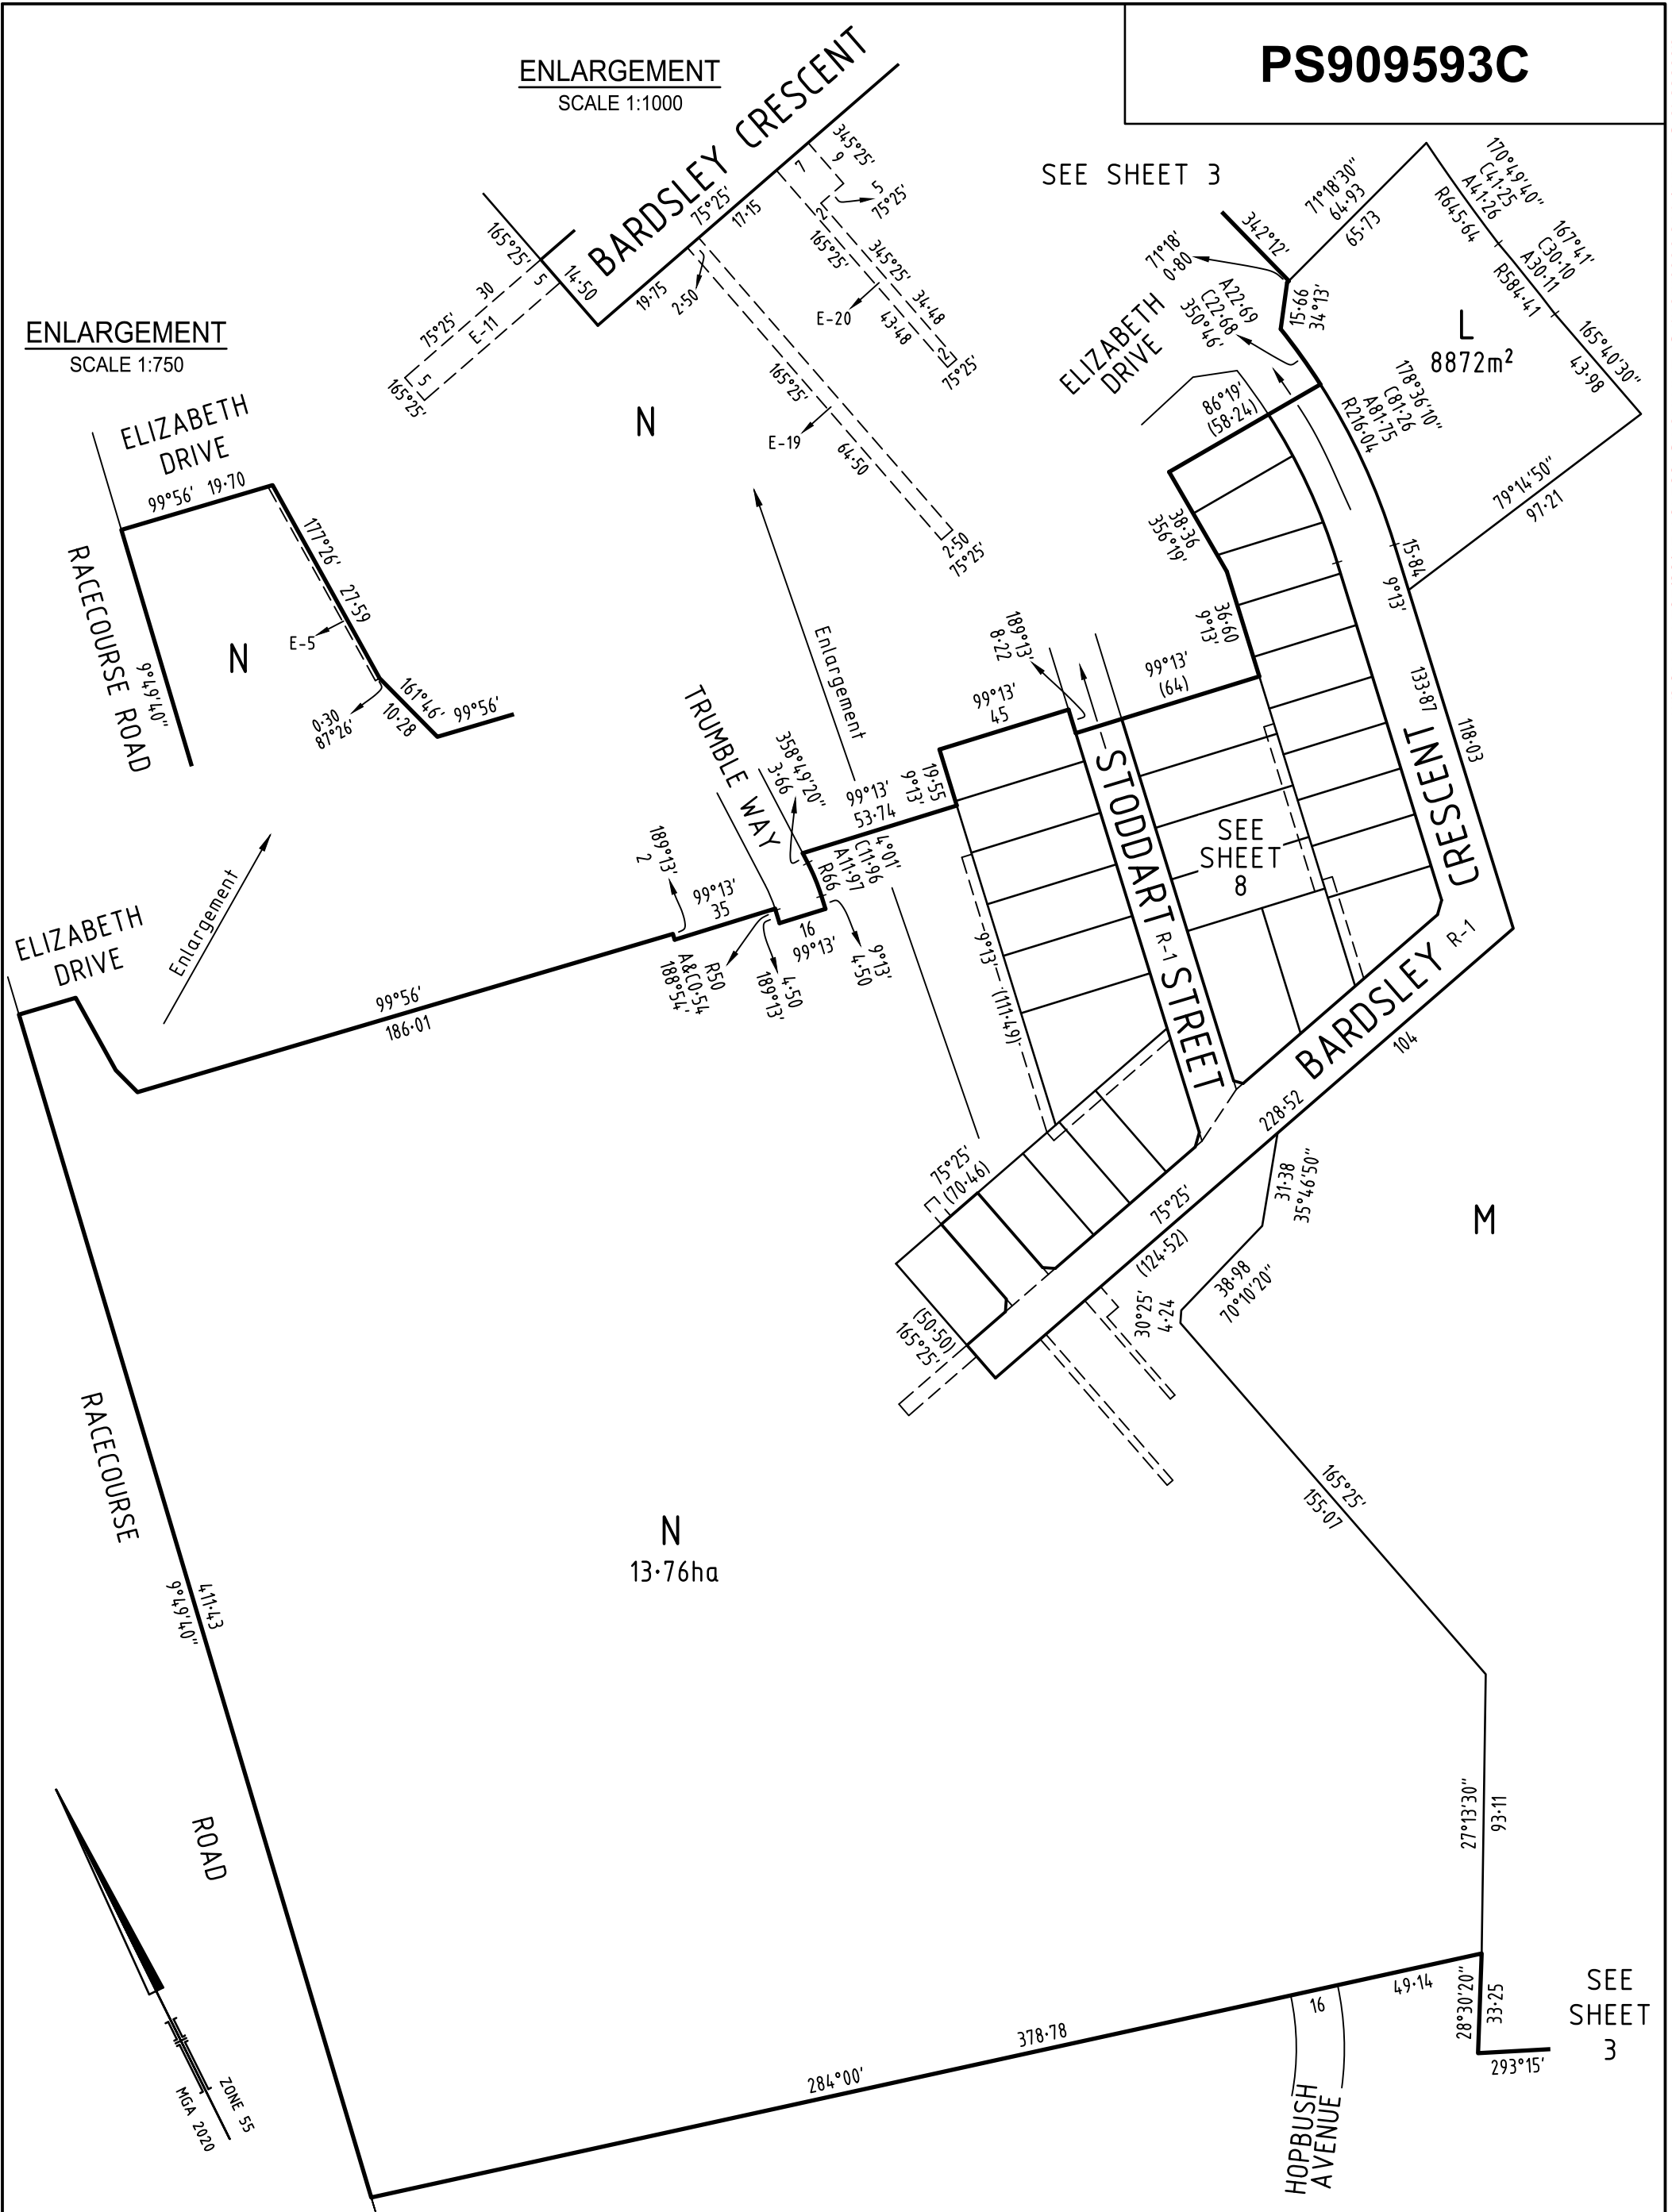 PS909593C
ENLARGEMENT
SCALE 1:1000
BARDSLEY CRESCENT
165°25'
5
14·50
30
75°25'
E-11
5
165°25'
75°25'
17·15
19·75
2·50
7
9
345°25'
5
75°25'
2
165°25'
345°25'
34·48
E-20
43·48
2
75°25'
165°25'
E-19
64·50
2·50
75°25'
N
SEE SHEET 3
342°12'
71°18'30"
64·93
65·73
170°49'40"
C41·25
A41·26
R645·64
167°41'
C30·10
A30·11
R584·41
165°40'30"
43·98
71°18'
0·80
15·66
34°13'
A22·69
C22·68
350°46'
ELIZABETH
DRIVE
L
8872m²
86°19'
(58·24)
178°36'10"
C81·26
A81·75
R216·04
79°14'50"
97·21
38·36
356°19'
15·84
9°13'
36·60
9°13'
133·87
118·03
ENLARGEMENT
SCALE 1:750
ELIZABETH
DRIVE
99°56' 19·70
177°26'
27·59
E-5
N
RACECOURSE ROAD
9°49'40"
0·30
87°26'
161°46'
10·28
99°56'
Enlargement
189°13'
8·22
99°13'
(64)
99°13'
45
TRUMBLE WAY
358°49'20"
3·66
99°13'
53·74
19·55
9°13'
4°01'
C11·96
A11·97
R66
189°13'
2
99°13'
35
16
99°13'
9°13'
4·50
4·50
189°13'
R50
A&C0·54
188°54'
STODDART R-1 STREET
SEE
SHEET
8
CRESCENT
BARDSLEY R-1
104
228·52
9°13' (111·49)
Enlargement
ELIZABETH
DRIVE
99°56'
186·01
75°25'
(70·46)
75°25'
(124·52)
31·38
35°46'50"
38·98
70°10'20"
30°25'
4·24
(50·50)
165°25'
M
165°25'
155·07
RACECOURSE
411·43
9°49'40"
ROAD
N
13·76ha
27°13'30"
93·11
49·14
16
378·78
284°00'
28°30'20"
33·25
293°15'
SEE
SHEET
3
HOPBUSH
AVENUE
ZONE 55
MGA 2020